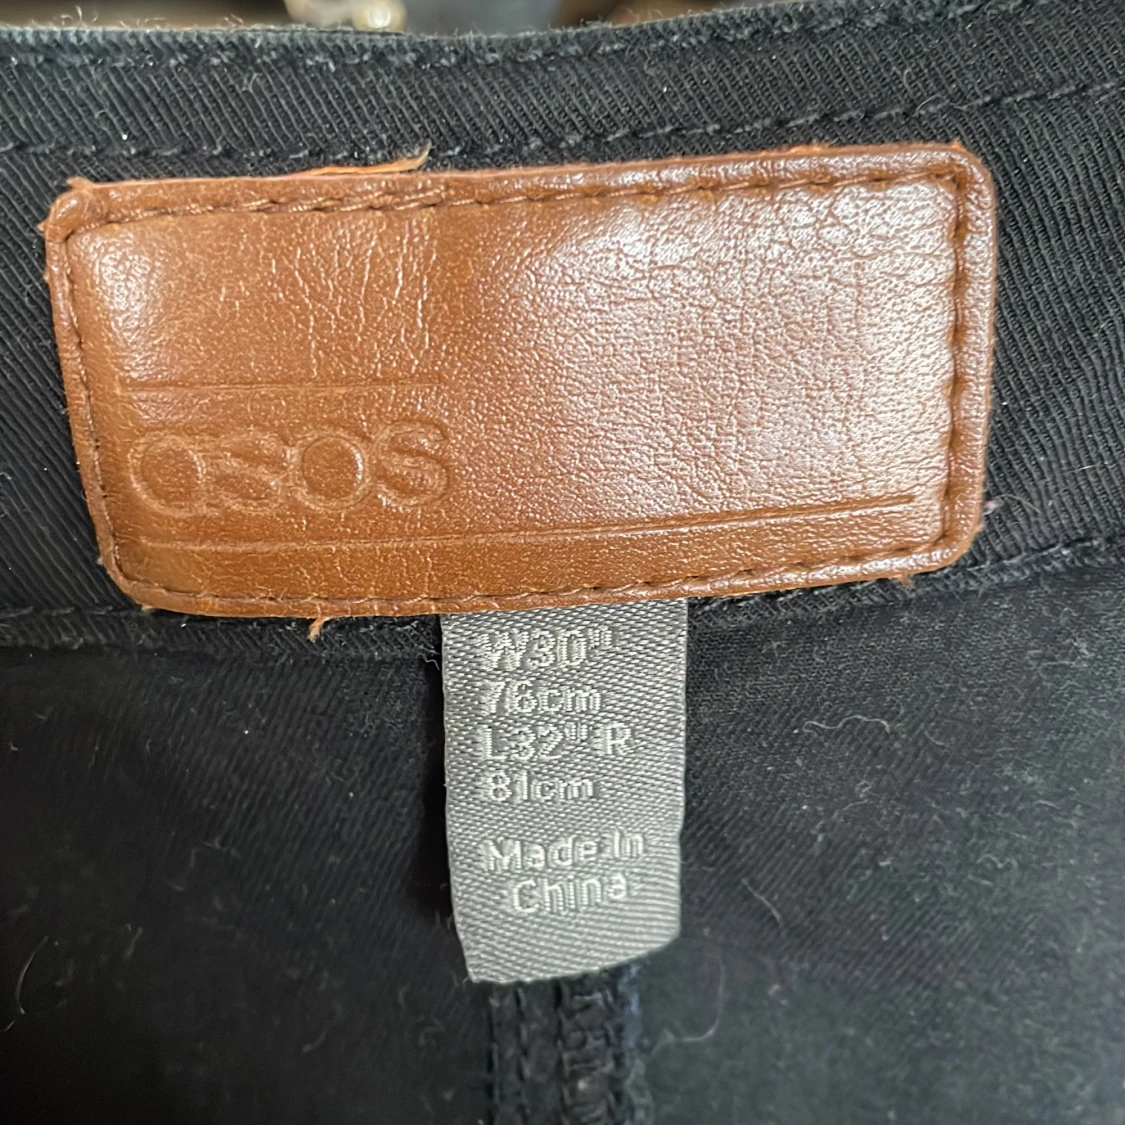 asos
W30"
76cm
L32" R
81cm
Made In
China